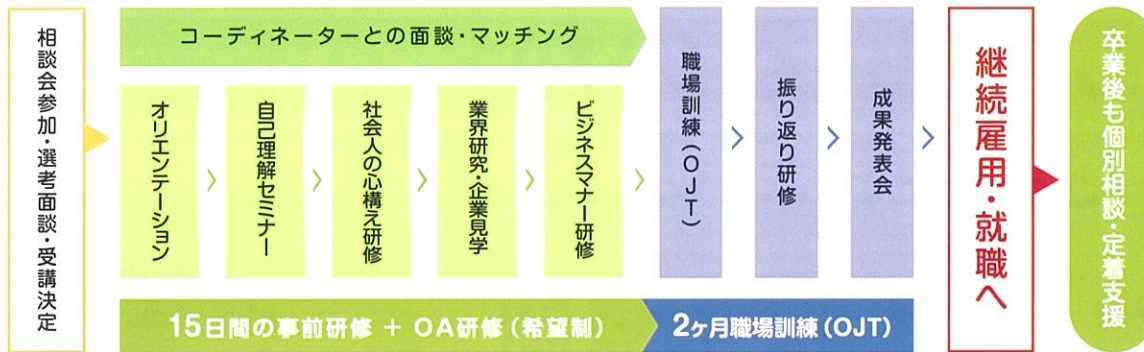 相談会参加・選考面談・受講決定
コーディネーターとの面談・マッチング
オリエンテーション
自己理解セミナー
社会人の心構え研修
業界研究・企業見学
ビジネスマナー研修
職場訓練（OJT）
振り返り研修
成果発表会
15日間の事前研修 ＋ OA研修（希望制）
2ヶ月職場訓練（OJT）
継続雇用・就職へ
卒業後も個別相談・定着支援